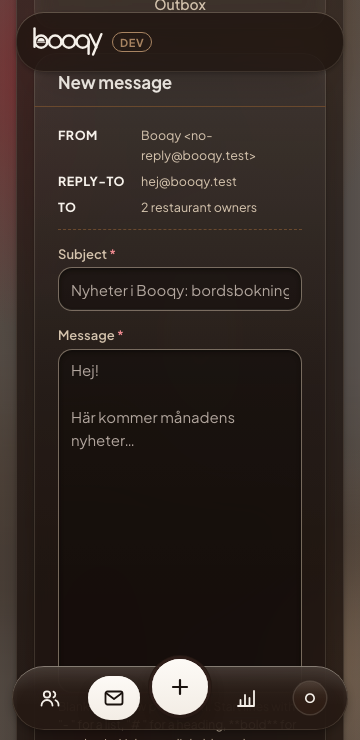 Outbox
booqy DEV
New message
FROM Booqy <no-
reply@booqy.test>
REPLY-TO hej@booqy.test
TO 2 restaurant owners
Subject *
Nyheter i Booqy: bordsbokning
Message *
Hej!
Här kommer månadens
nyheter...